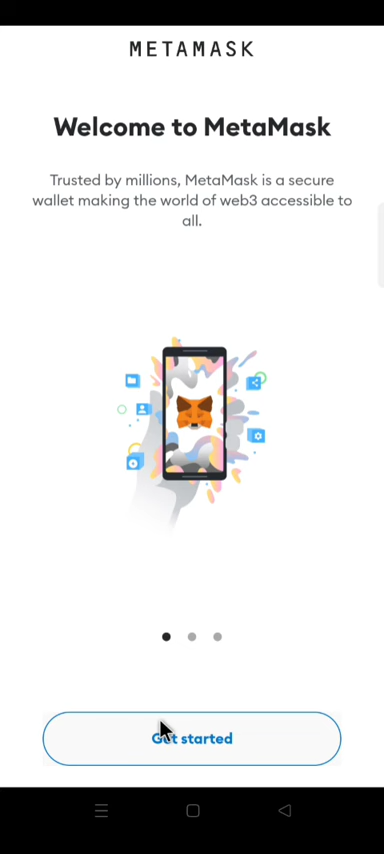 METAMASK
Welcome to MetaMask
Trusted by millions, MetaMask is a secure
wallet making the world of web3 accessible to
all.
Get started